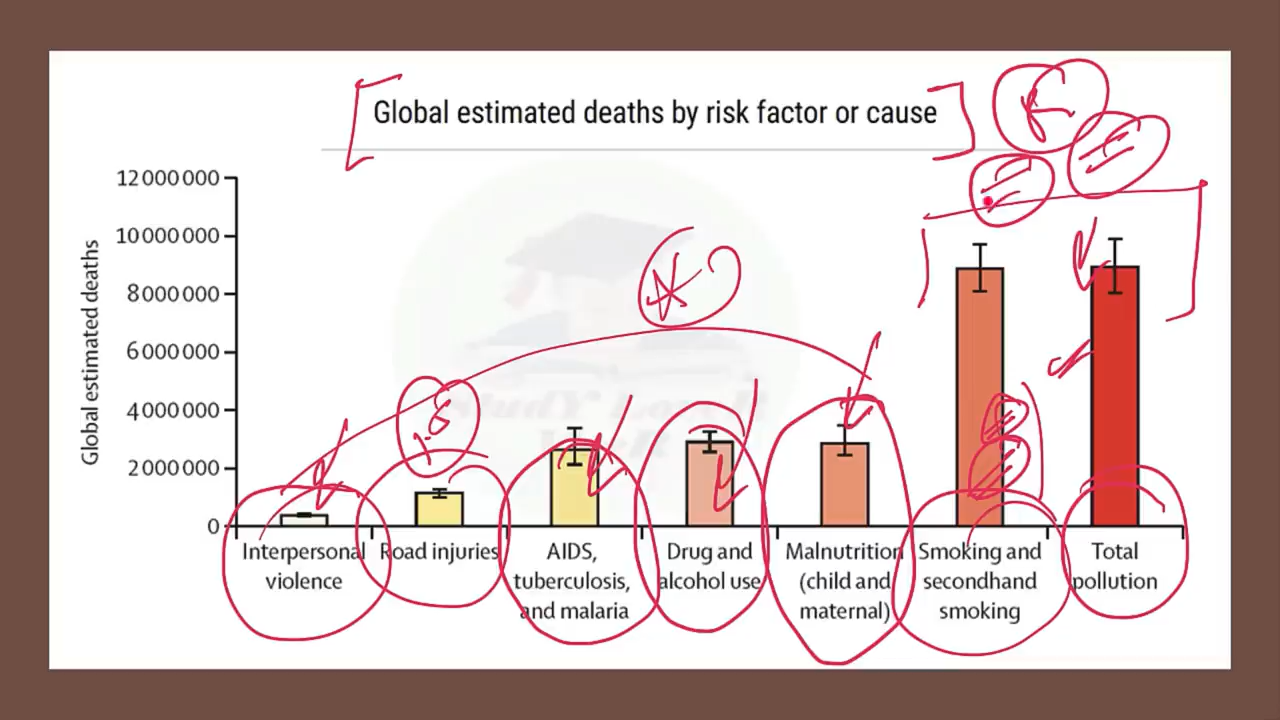 Global estimated deaths by risk factor or cause
Global estimated deaths
12 000 000
10 000 000
8 000 000
6 000 000
4 000 000
2 000 000
0
Interpersonal
violence
Road injuries
AIDS,
tuberculosis,
and malaria
Drug and
alcohol use
Malnutrition
(child and
maternal)
Smoking and
secondhand
smoking
Total
pollution